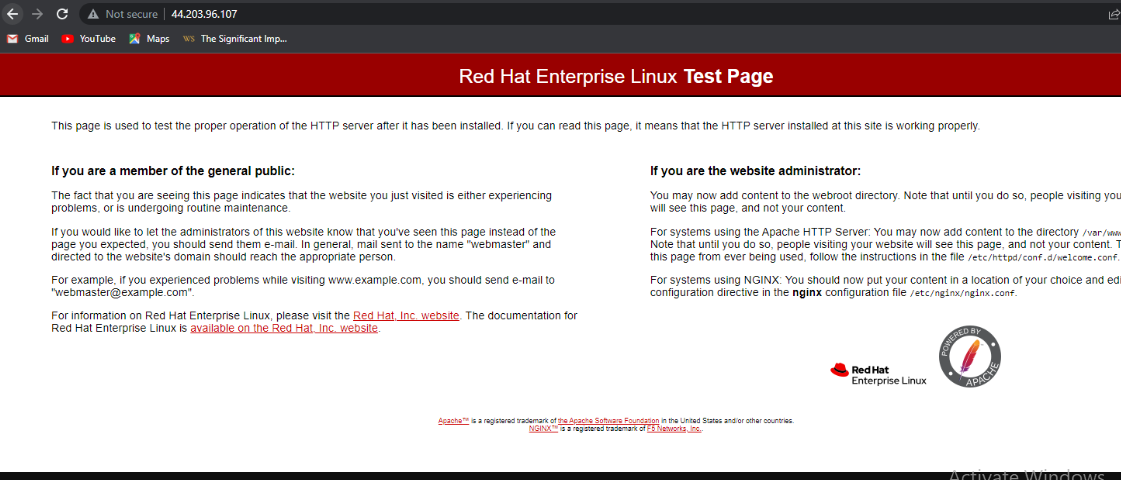 Not secure | 44.203.96.107
Gmail YouTube Maps WS The Significant Imp...
Red Hat Enterprise Linux Test Page
This page is used to test the proper operation of the HTTP server after it has been installed. If you can read this page, it means that the HTTP server installed at this site is working properly.
If you are a member of the general public:
The fact that you are seeing this page indicates that the website you just visited is either experiencing
problems, or is undergoing routine maintenance.
If you would like to let the administrators of this website know that you've seen this page instead of the
page you expected, you should send them e-mail. In general, mail sent to the name "webmaster" and
directed to the website's domain should reach the appropriate person.
For example, if you experienced problems while visiting www.example.com, you should send e-mail to
"webmaster@example.com".
For information on Red Hat Enterprise Linux, please visit the Red Hat, Inc. website. The documentation for
Red Hat Enterprise Linux is available on the Red Hat, Inc. website.
If you are the website administrator:
You may now add content to the webroot directory. Note that until you do so, people visiting you
will see this page, and not your content.
For systems using the Apache HTTP Server: You may now add content to the directory /var/www
Note that until you do so, people visiting your website will see this page, and not your content. T
this page from ever being used, follow the instructions in the file /etc/httpd/conf.d/welcome.conf.
For systems using NGINX: You should now put your content in a location of your choice and edi
configuration directive in the nginx configuration file /etc/nginx/nginx.conf.
Red Hat
Enterprise Linux
POWERED BY
APACHE
Apache™ is a registered trademark of the Apache Software Foundation in the United States and/or other countries.
NGINX™ is a registered trademark of F5 Networks, Inc..
Activate Windows